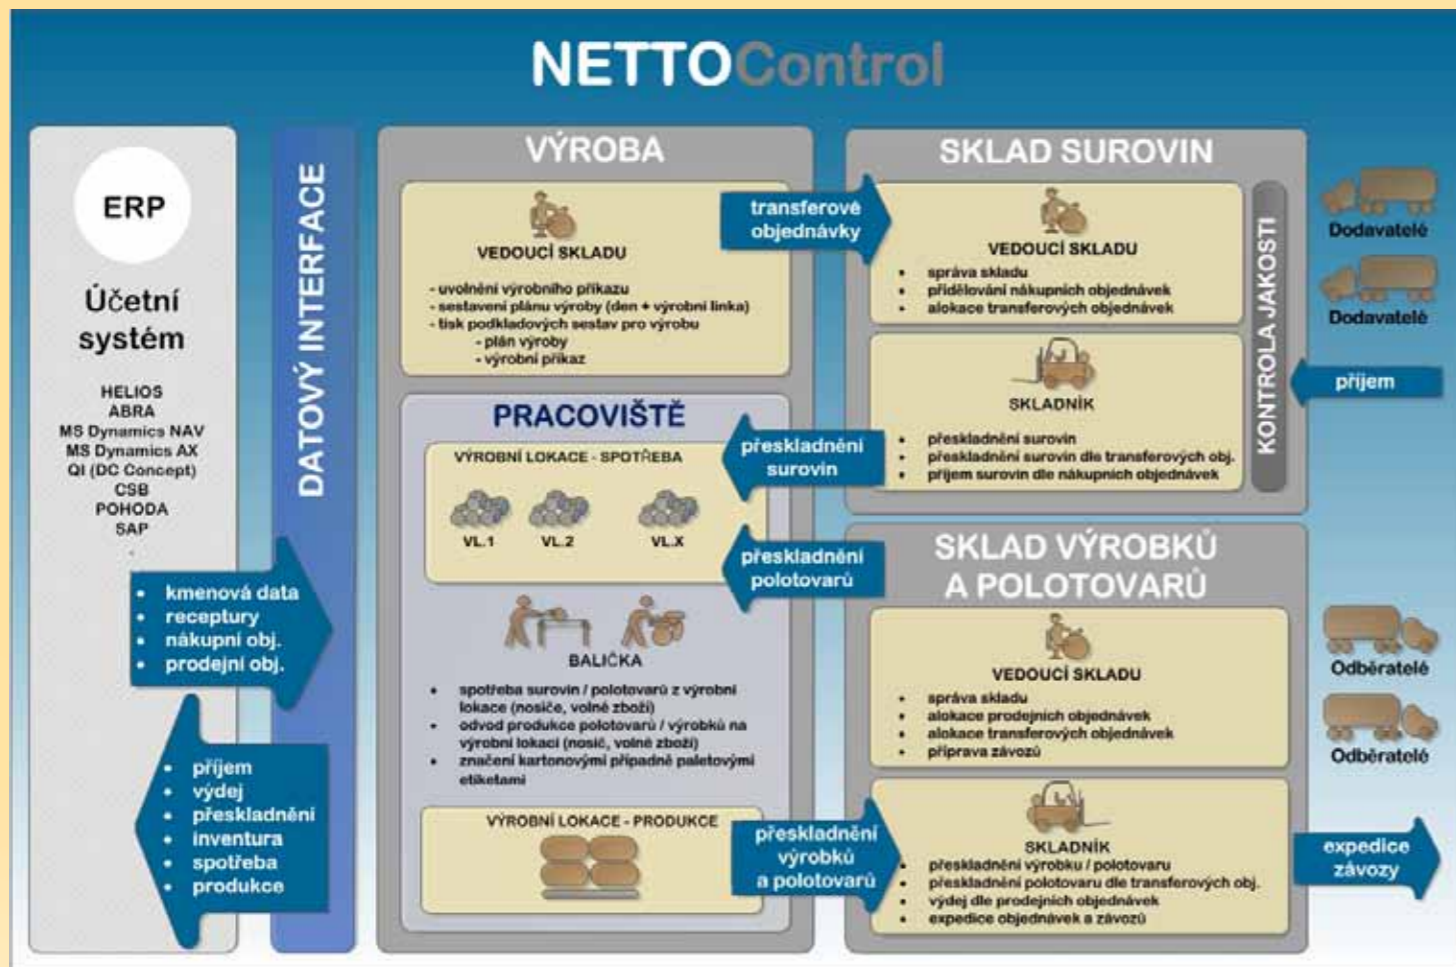 NETTOControl
ERP
Účetní
systém
HELIOS
ABRA
MS Dynamics NAV
MS Dynamics AX
QI (DC Concept)
CSB
POHODA
SAP
.
• kmenová data
• receptury
• nákupní obj.
• prodejní obj.
• příjem
• výdej
• přeskladnění
• inventura
• spotřeba
• produkce
DATOVÝ INTERFACE
VÝROBA
VEDOUCÍ SKLADU
- uvolnění výrobního příkazu
- sestavení plánu výroby (den + výrobní linka)
- tisk podkladových sestav pro výrobu
- plán výroby
- výrobní příkaz
PRACOVIŠTĚ
VÝROBNÍ LOKACE - SPOTŘEBA
VL.1
VL.2
VL.X
BALIČKA
• spotřeba surovin / polotovarů z výrobní
lokace (nosiče, volné zboží)
• odvod produkce polotovarů / výrobků na
výrobní lokaci (nosič, volné zboží)
• značení kartonovými případně paletovými
etiketami
VÝROBNÍ LOKACE - PRODUKCE
transferové
objednávky
přeskladnění
surovin
přeskladnění
polotovarů
přeskladnění
výrobků
a polotovarů
SKLAD SUROVIN
VEDOUCÍ SKLADU
• správa skladu
• přidělování nákupních objednávek
• alokace transferových objednávek
SKLADNÍK
• přeskladnění surovin
• přeskladnění surovin dle transferových obj.
• příjem surovin dle nákupních objednávek
KONTROLA JAKOSTI
SKLAD VÝROBKŮ
A POLOTOVARŮ
VEDOUCÍ SKLADU
• správa skladu
• alokace prodejních objednávek
• alokace transferových objednávek
• příprava závozů
SKLADNÍK
• přeskladnění výrobku / polotovaru
• přeskladnění polotovaru dle transferových obj.
• výdej dle prodejních objednávek
• expedice objednávek a závozů
Dodavatelé
Dodavatelé
příjem
Odběratelé
Odběratelé
expedice
závozy